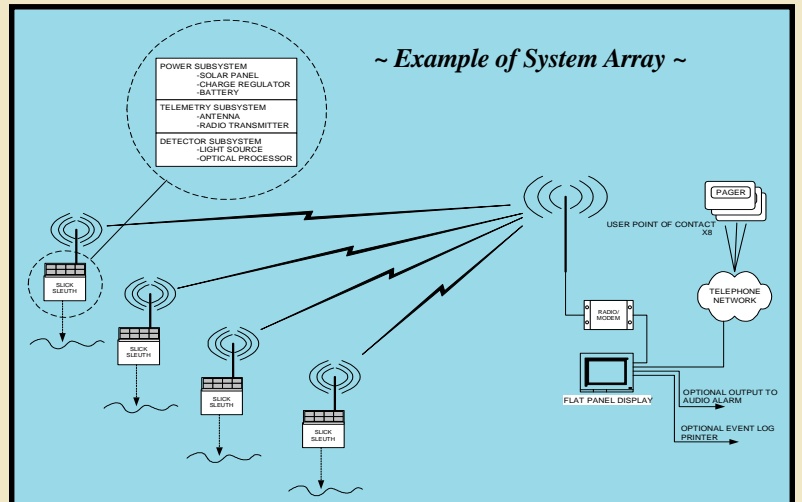 ~ Example of System Array ~
POWER SUBSYSTEM
-SOLAR PANEL
-CHARGE REGULATOR
-BATTERY
TELEMETRY SUBSYSTEM
-ANTENNA
-RADIO TRANSMITTER
DETECTOR SUBSYSTEM
-LIGHT SOURCE
-OPTICAL PROCESSOR
PAGER
USER POINT OF CONTACT
X8
SLICK
SLEUTH
TELEPHONE
NETWORK
SLICK
SLEUTH
RADIO/
MODEM
SLICK
SLEUTH
FLAT PANEL DISPLAY
OPTIONAL OUTPUT TO
AUDIO ALARM
SLICK
SLEUTH
OPTIONAL EVENT LOG
PRINTER